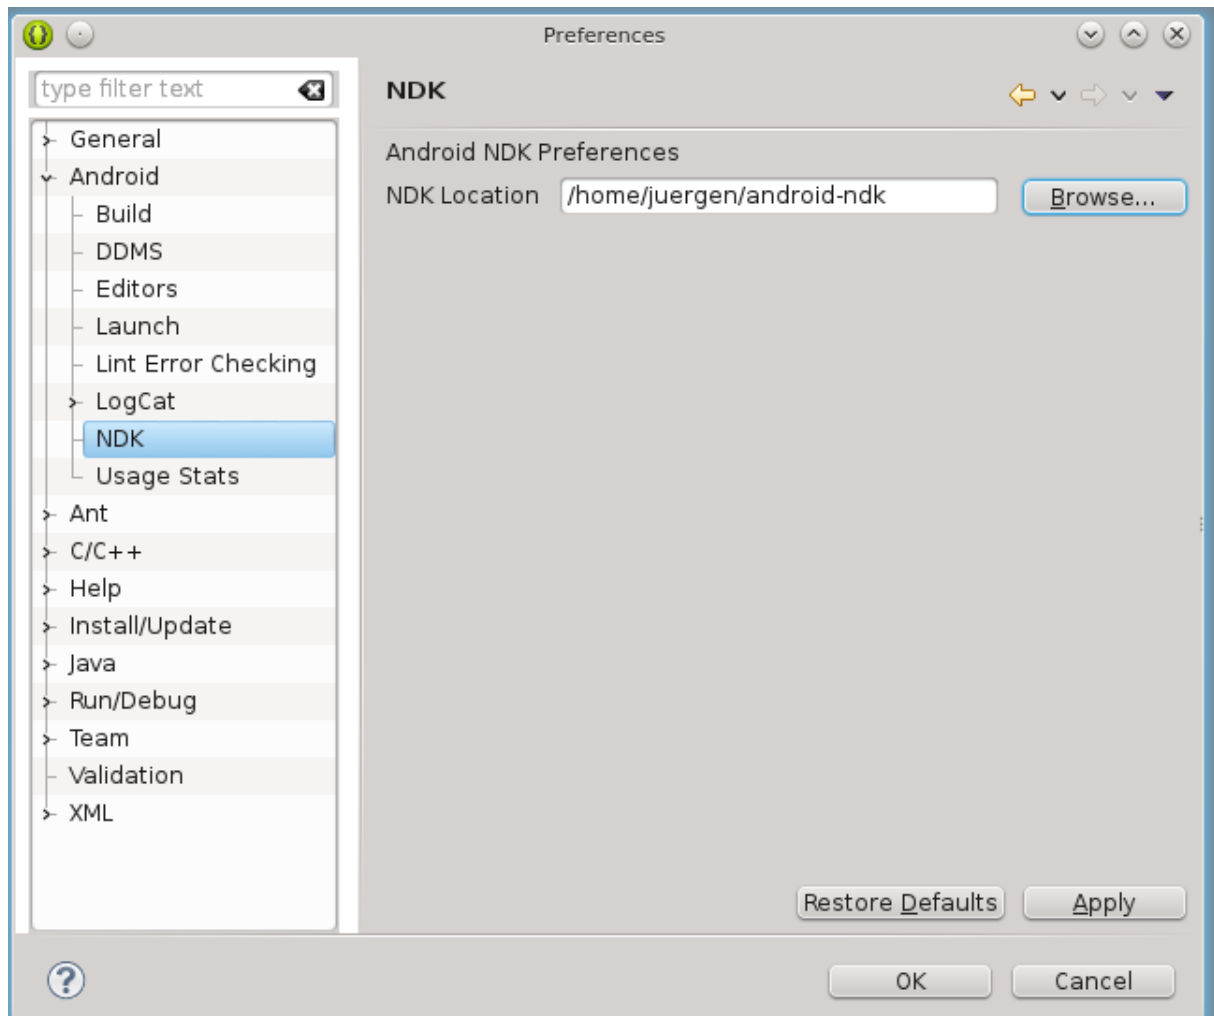 Preferences
type filter text
General
Android
Build
DDMS
Editors
Launch
Lint Error Checking
LogCat
NDK
Usage Stats
Ant
C/C++
Help
Install/Update
Java
Run/Debug
Team
Validation
XML
NDK
Android NDK Preferences
NDK Location /home/juergen/android-ndk Browse...
Restore Defaults Apply
? OK Cancel